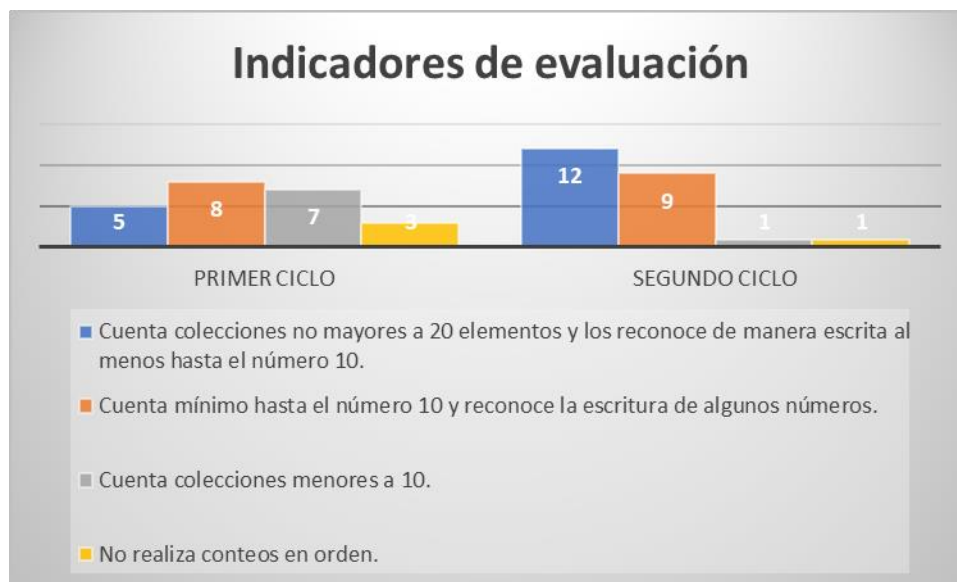 Indicadores de evaluación
5
8
7
3
12
9
1
1
PRIMER CICLO
SEGUNDO CICLO
Cuenta colecciones no mayores a 20 elementos y los reconoce de manera escrita al
menos hasta el número 10.
Cuenta mínimo hasta el número 10 y reconoce la escritura de algunos números.
Cuenta colecciones menores a 10.
No realiza conteos en orden.